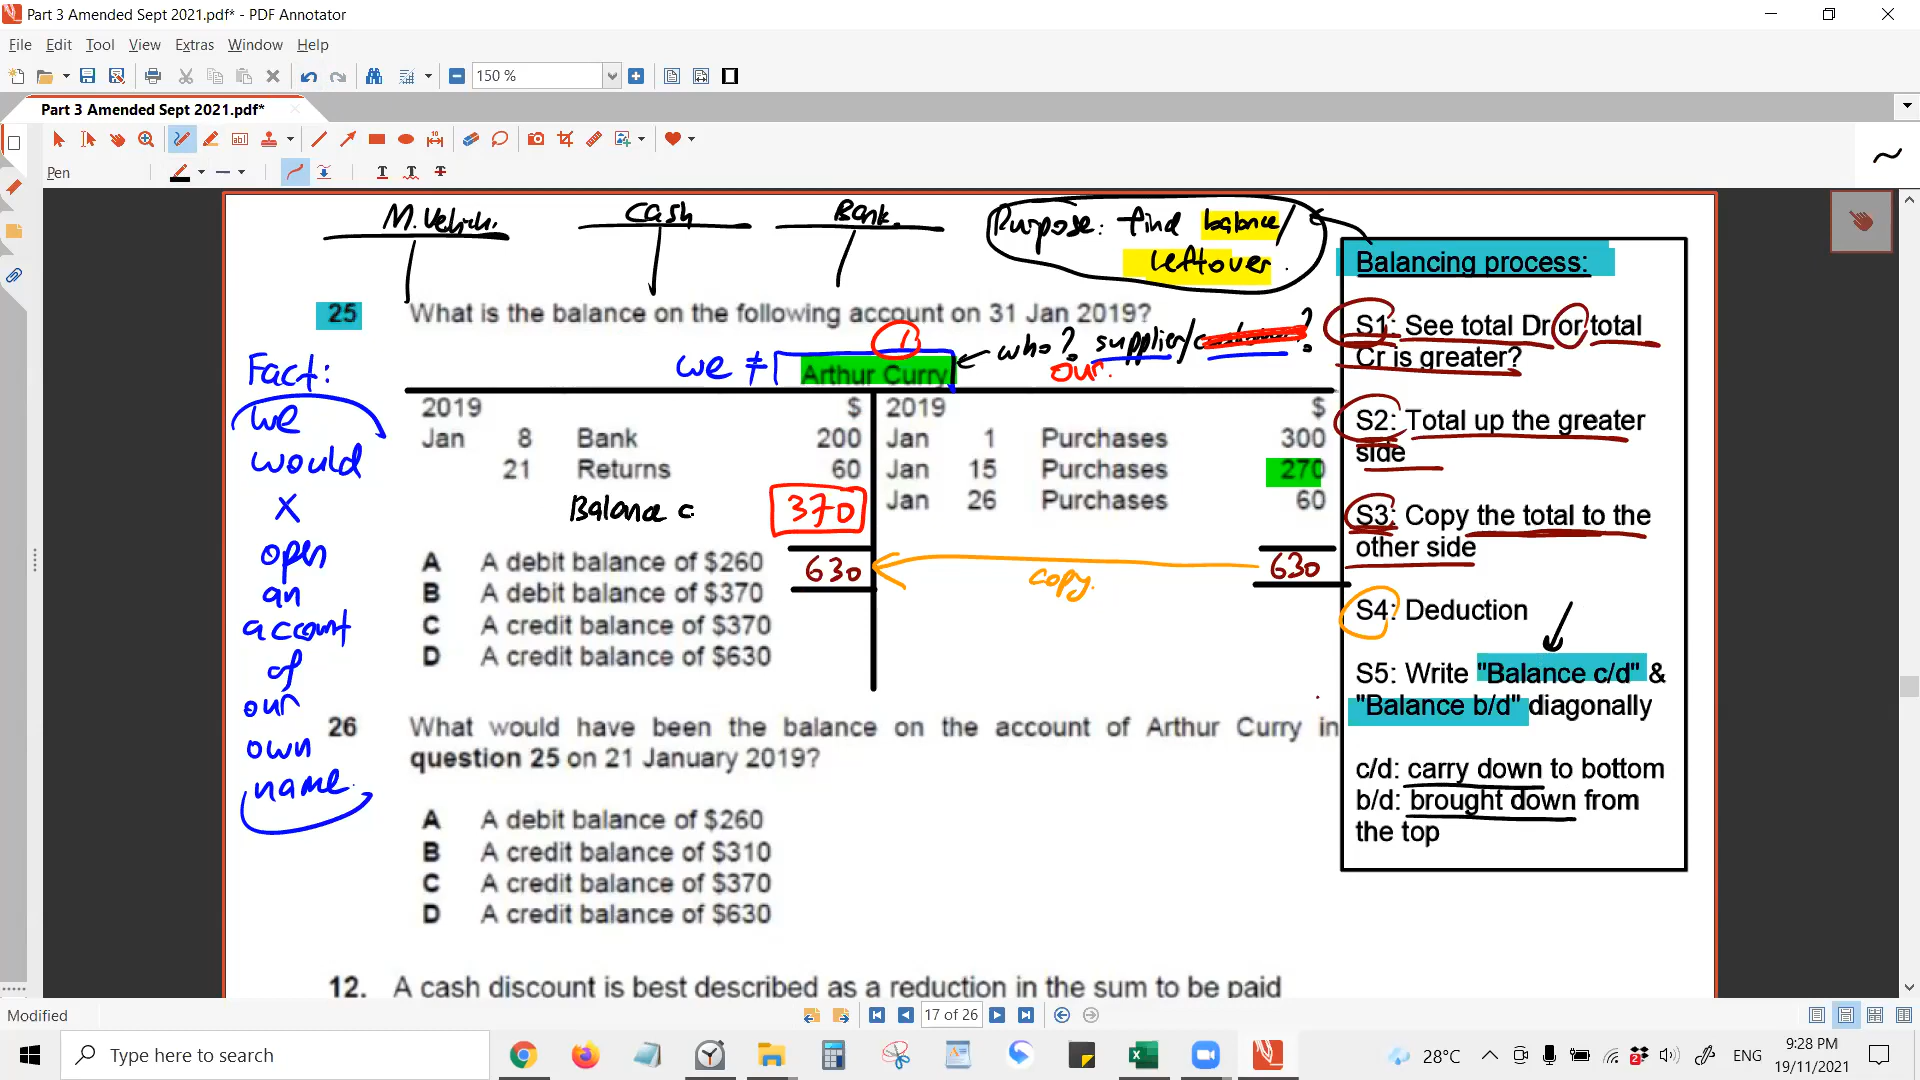 Part 3 Amended Sept 2021.pdf* - PDF Annotator
File Edit Tool View Extras Window Help
150 %
Part 3 Amended Sept 2021.pdf*
Pen
M. Vehich. Cash Bank.
Purpose: find balance/
leftover.
Balancing process:
S1: See total Dr or total
Cr is greater?
S2: Total up the greater
side
S3: Copy the total to the
other side
S4: Deduction
S5: Write "Balance c/d" &
"Balance b/d" diagonally
c/d: carry down to bottom
b/d: brought down from
the top
25 What is the balance on the following account on 31 Jan 2019?
we ≠ Arthur Curry ← who? supplier/ ?
our
Fact:
we
would
x
open
an
account
of
our
own
name.
2019 $ 2019 $
Jan 8 Bank 200 Jan 1 Purchases 300
21 Returns 60 Jan 15 Purchases 270
Balance c 370 Jan 26 Purchases 60
A A debit balance of $260
630 copy. 630
B A debit balance of $370
C A credit balance of $370
D A credit balance of $630
26 What would have been the balance on the account of Arthur Curry in
question 25 on 21 January 2019?
A A debit balance of $260
B A credit balance of $310
C A credit balance of $370
D A credit balance of $630
12. A cash discount is best described as a reduction in the sum to be paid
Modified
17 of 26
Type here to search
28°C
ENG
9:28 PM
19/11/2021